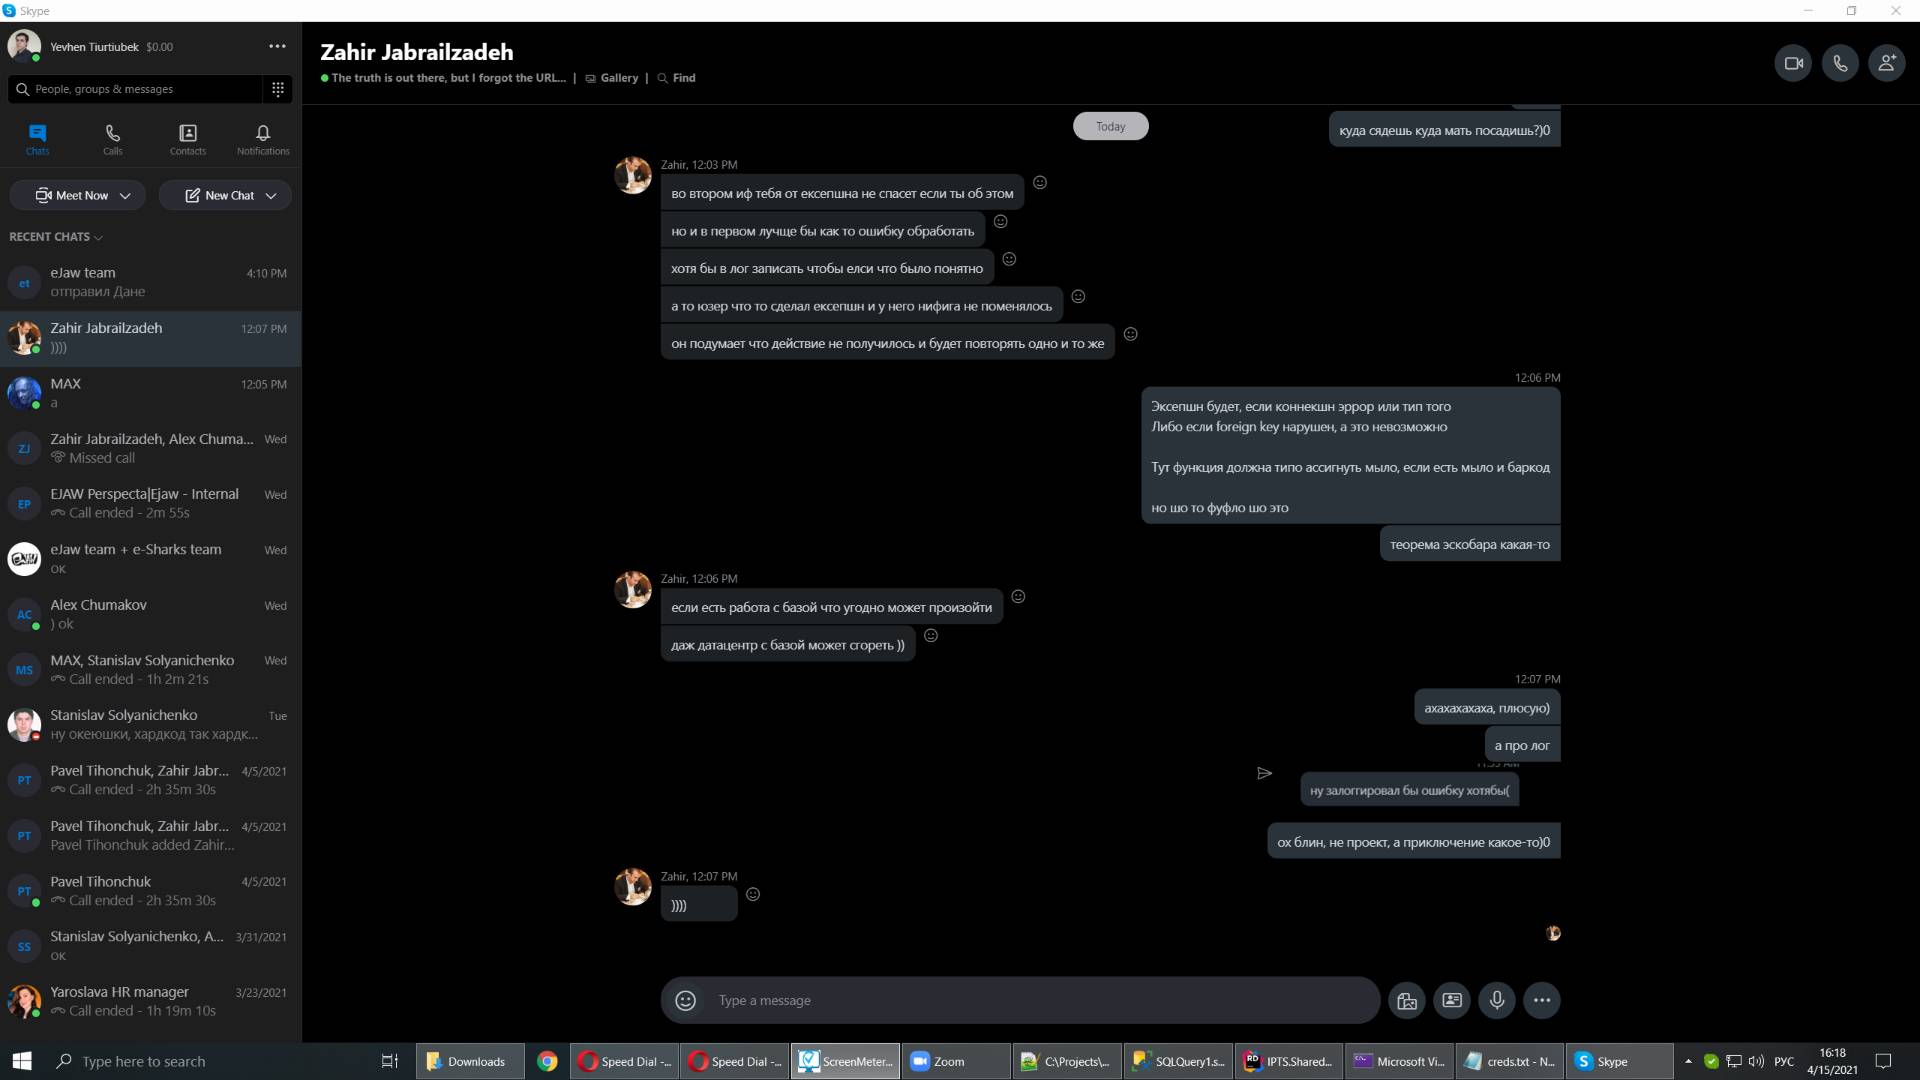 Skype
Yevhen Tiurtiubek $0.00
People, groups & messages
Chats
Calls
Contacts
Notifications
Meet Now
New Chat
RECENT CHATS
et
eJaw team 4:10 PM
отправил Дане
Zahir Jabrailzadeh 12:07 PM
))))
MAX 12:05 PM
а
ZJ
Zahir Jabrailzadeh, Alex Chuma... Wed
Missed call
EP
EJAW Perspecta|Ejaw - Internal Wed
Call ended - 2m 55s
eJaw team + e-Sharks team Wed
ок
AC
Alex Chumakov Wed
) ok
MS
MAX, Stanislav Solyanichenko Wed
Call ended - 1h 2m 21s
Stanislav Solyanichenko Tue
ну океюшки, хардкод так хардк...
PT
Pavel Tihonchuk, Zahir Jabr... 4/5/2021
Call ended - 2h 35m 30s
PT
Pavel Tihonchuk, Zahir Jabr... 4/5/2021
Pavel Tihonchuk added Zahir...
PT
Pavel Tihonchuk 4/5/2021
Call ended - 2h 35m 30s
SS
Stanislav Solyanichenko, A... 3/31/2021
ок
Yaroslava HR manager 3/23/2021
Call ended - 1h 19m 10s
Zahir Jabrailzadeh
The truth is out there, but I forgot the URL... | Gallery | Find
куда сядешь куда мать посадишь?)0
Today
Zahir, 12:03 PM
во втором иф тебя от ексепшна не спасет если ты об этом
но и в первом лучще бы как то ошибку обработать
хотя бы в лог записать чтобы елси что было понятно
а то юзер что то сделал ексепшн и у него нифига не поменялось
он подумает что действие не получилось и будет повторять одно и то же
12:06 PM
Эксепшн будет, если коннекшн эррор или тип того
Либо если foreign key нарушен, а это невозможно
Тут функция должна типо ассигнуть мыло, если есть мыло и баркод
но шо то фуфло шо это
теорема эскобара какая-то
Zahir, 12:06 PM
если есть работа с базой что угодно может произойти
даж датацентр с базой может сгореть ))
12:07 PM
ахахахахаха, плюсую)
а про лог
ну залоггировал бы ошибку хотябы(
ох блин, не проект, а приключение какое-то)0
Zahir, 12:07 PM
))))
Type a message
Type here to search
Downloads
Speed Dial -...
Speed Dial -...
ScreenMeter...
Zoom
C:\Projects\...
SQLQuery1.s...
RD
IPTS.Shared...
Microsoft Vi...
creds.txt - N...
Skype
РУС
16:18
4/15/2021